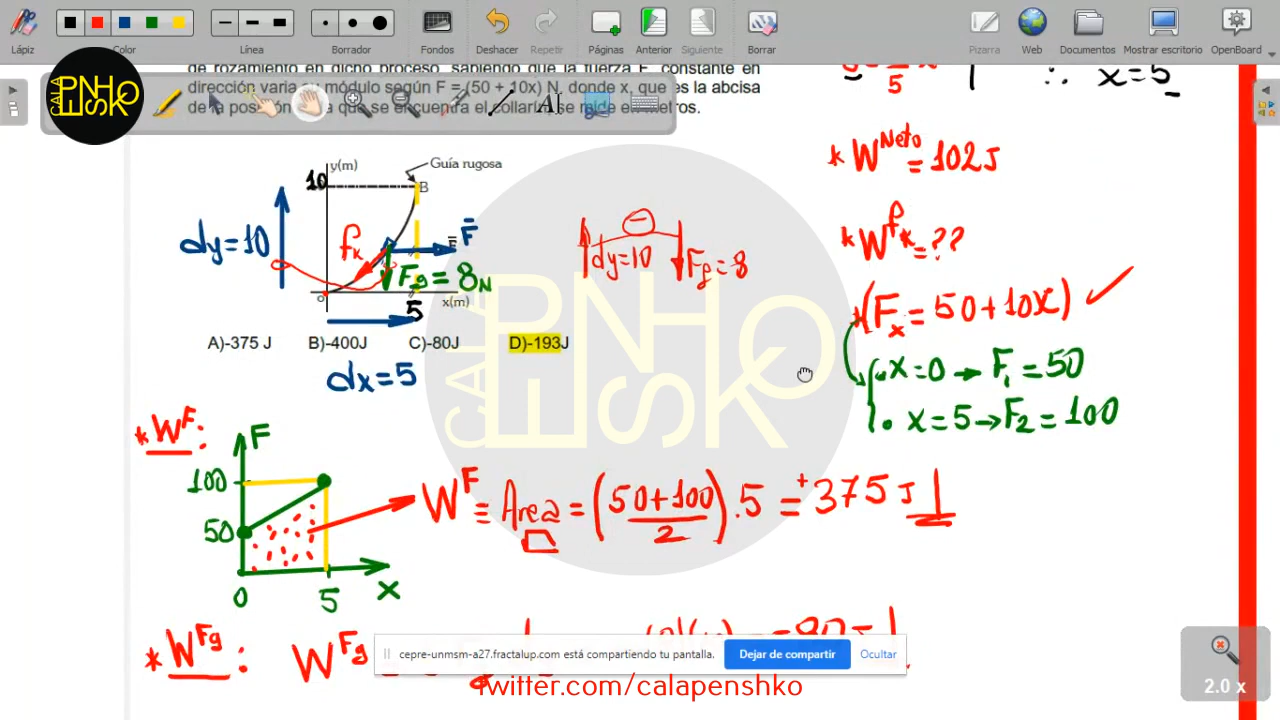 Lápiz Color Línea Borrador Fondos Deshacer Repetir Páginas Anterior Siguiente Borrar Pizarra Web Documentos Mostrar escritorio OpenBoard
CALA PENSHKO
de rozamiento en dicho proceso, sabiendo que la fuerza F, constante en
dirección varía su módulo según F = (50 + 10x) N, donde x, que es la abcisa
de la posición en la que se encuentra el collarín se mide en metros.
5
∴ x=5
y(m)
Guía rugosa
10
B
dy=10
fk
F
Fg=8N
0
5
x(m)
dx=5
dy=10 Fg=8
A)-375 J B)-400J C)-80J D)-193J
* W^Neto = 102J
* W^fk = ??
*(Fx = 50+10x) ✓
• x=0 → F1 = 50
• x=5 → F2 = 100
* W^F :
F
100
50
0 5 x
W^F = Area = (50+100/2).5 = +375 J
* W^Fg : W^Fg
CALA PENSHKO
cepre-unmsm-a27.fractalup.com está compartiendo tu pantalla. Dejar de compartir Ocultar
Twitter.com/calapenshko
2.0 x